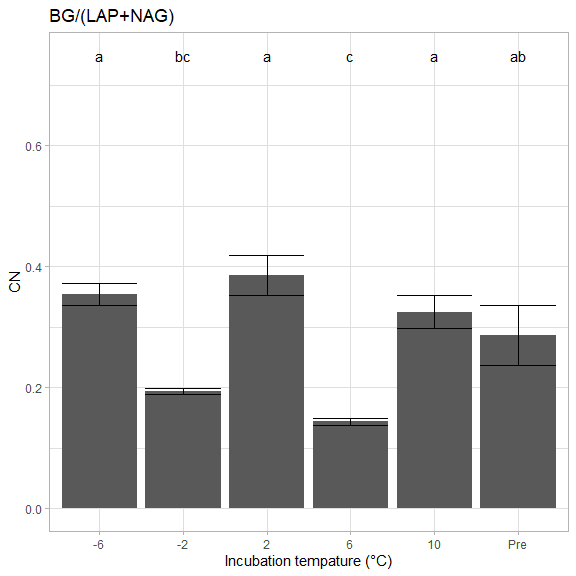 BG/(LAP+NAG)
a bc a c a ab
0.6
0.4
0.2
0.0
CN
-6 -2 2 6 10 Pre
Incubation tempature (°C)